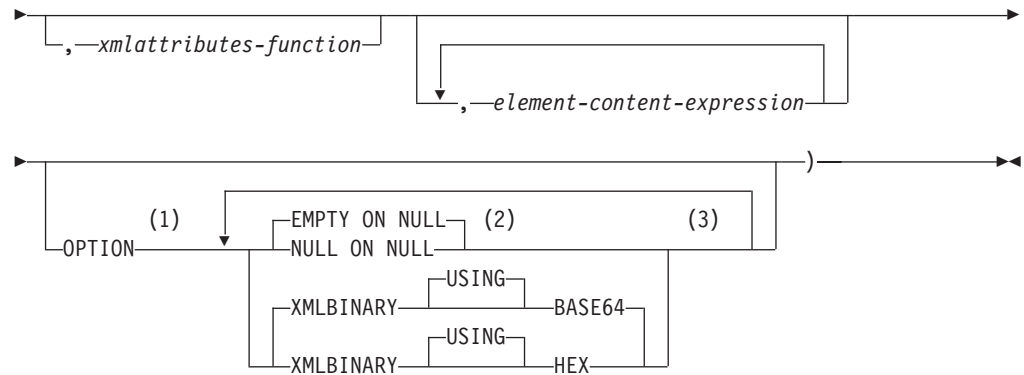 , xmlattributes-function
, element-content-expression
)
(1) EMPTY ON NULL (2) (3)
OPTION NULL ON NULL
USING
XMLBINARY BASE64
USING
XMLBINARY HEX